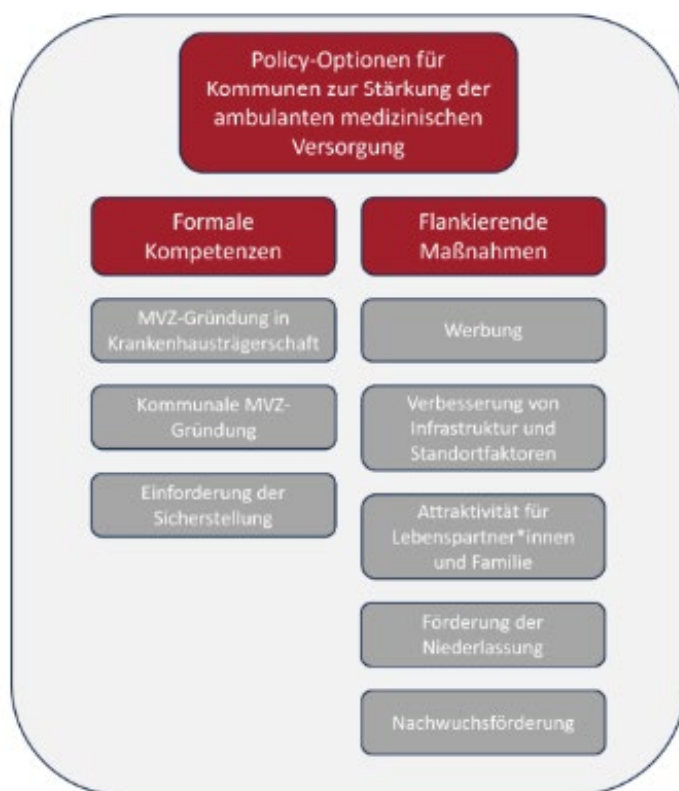 Policy-Optionen für
Kommunen zur Stärkung der
ambulanten medizinischen
Versorgung
Formale
Kompetenzen
MVZ-Gründung in
Krankenhausträgerschaft
Kommunale MVZ-
Gründung
Einforderung der
Sicherstellung
Flankierende
Maßnahmen
Werbung
Verbesserung von
Infrastruktur und
Standortfaktoren
Attraktivität für
Lebenspartner*innen
und Familie
Förderung der
Niederlassung
Nachwuchsförderung